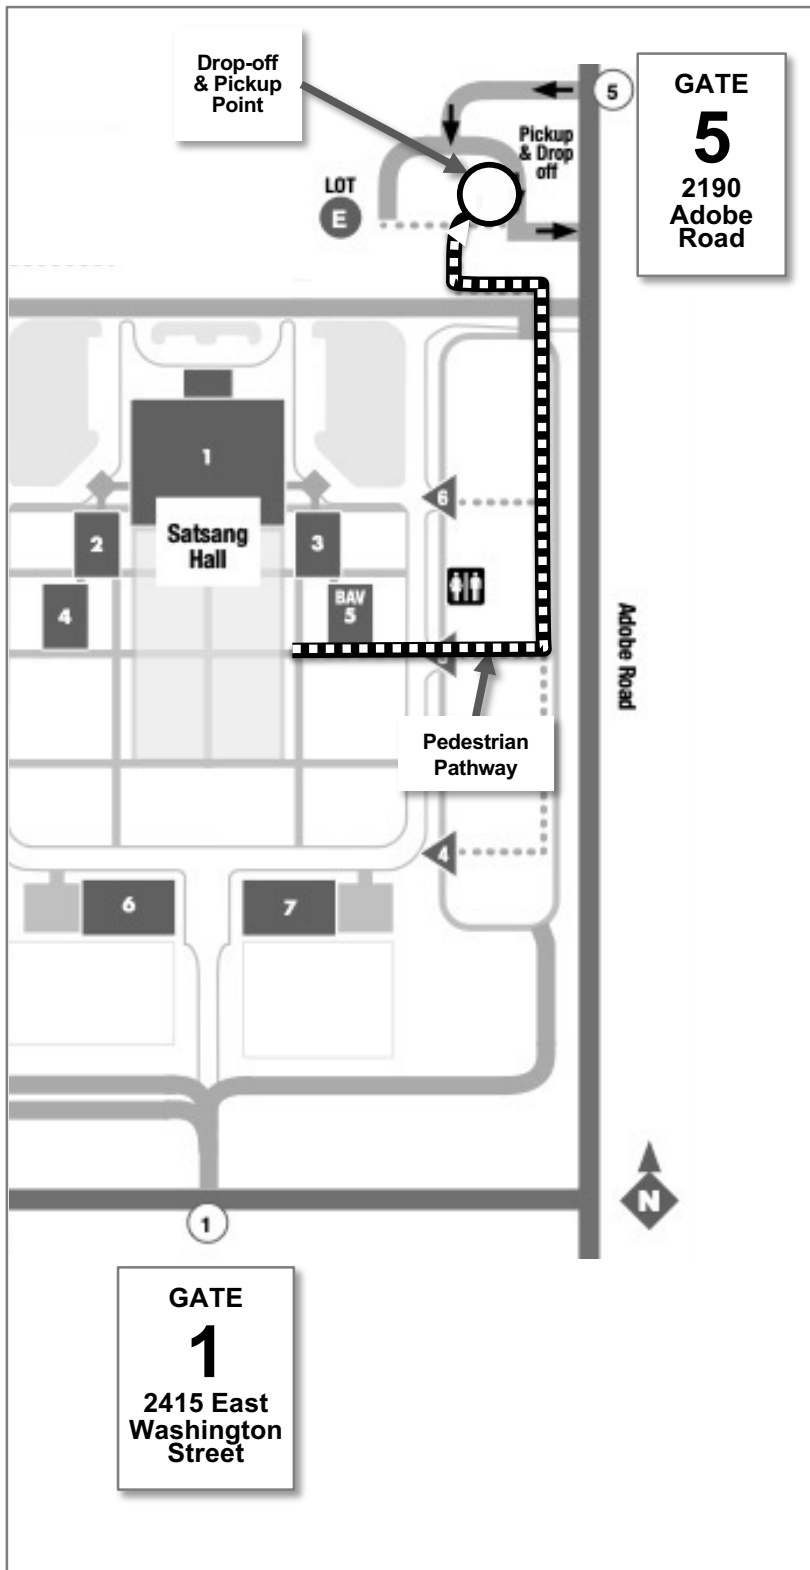 Drop-off
& Pickup
Point
5
GATE
5
2190
Adobe
Road
Pickup
& Drop
off
LOT
E
1
Satsang
Hall
2
3
6
4
BAV
5
Adobe Road
Pedestrian
Pathway
4
6
7
N
1
GATE
1
2415 East
Washington
Street